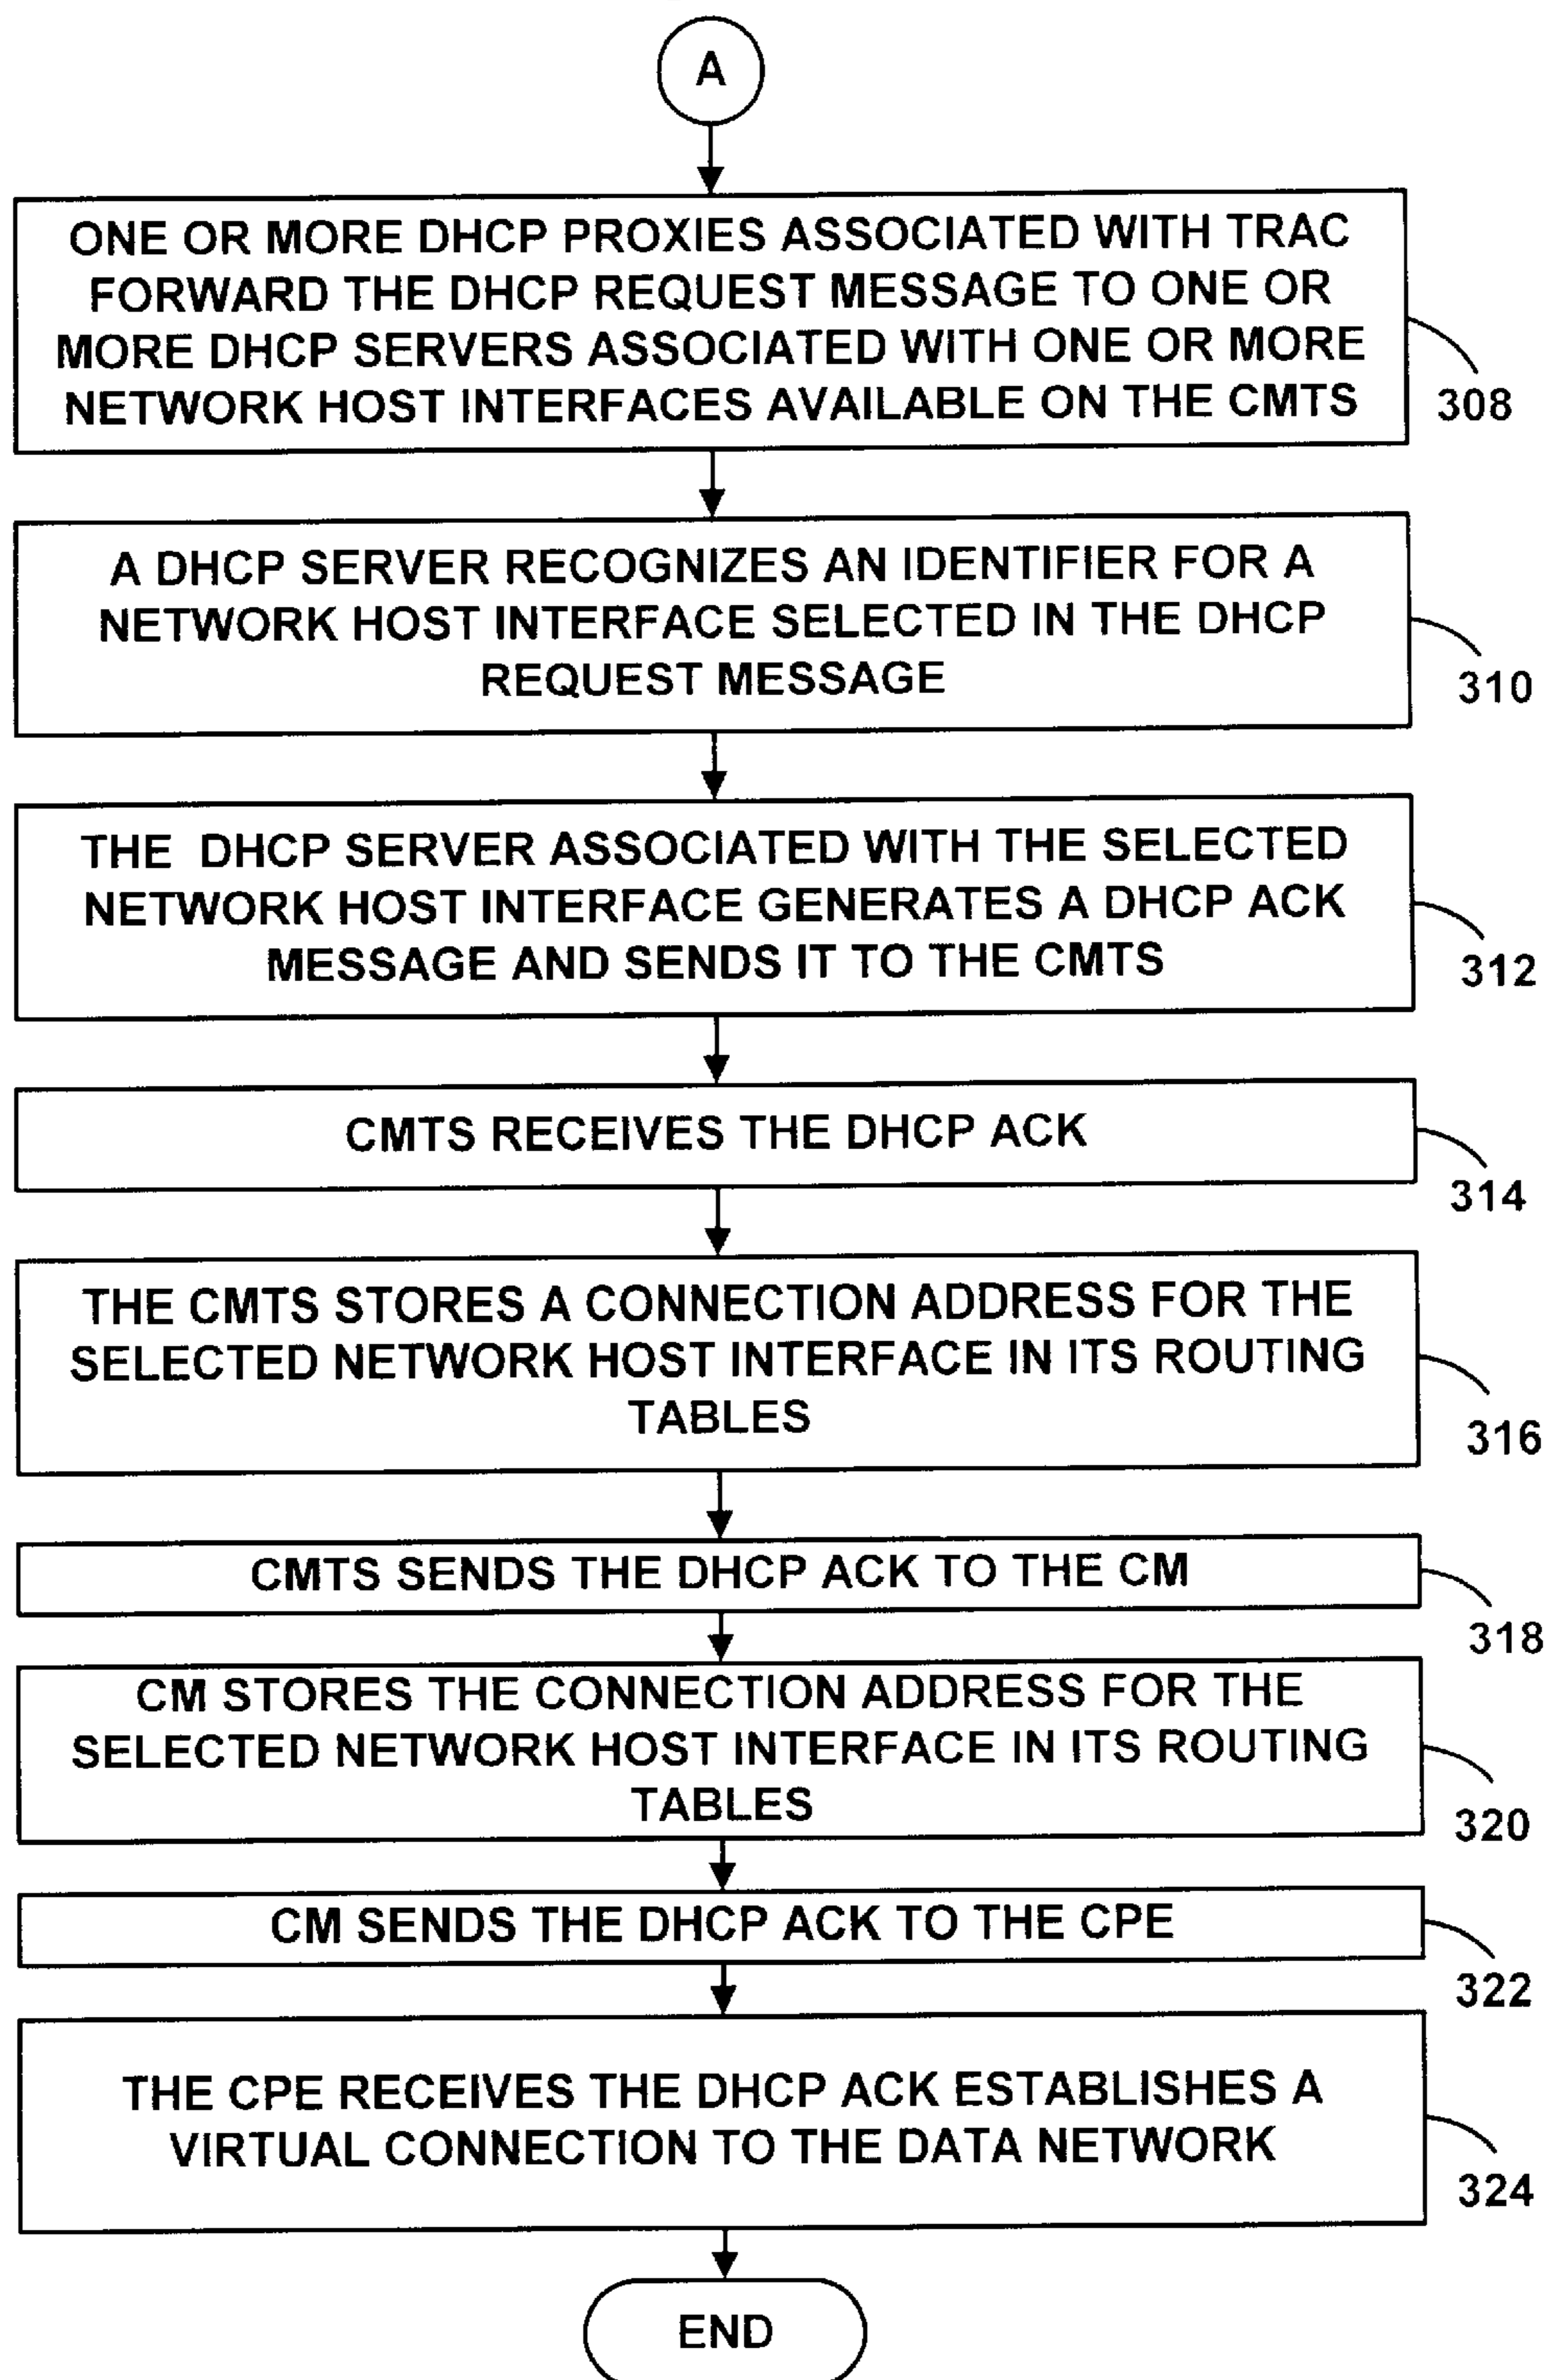 A
ONE OR MORE DHCP PROXIES ASSOCIATED WITH TRAC
FORWARD THE DHCP REQUEST MESSAGE TO ONE OR
MORE DHCP SERVERS ASSOCIATED WITH ONE OR MORE
NETWORK HOST INTERFACES AVAILABLE ON THE CMTS
308
A DHCP SERVER RECOGNIZES AN IDENTIFIER FOR A
NETWORK HOST INTERFACE SELECTED IN THE DHCP
REQUEST MESSAGE
310
THE DHCP SERVER ASSOCIATED WITH THE SELECTED
NETWORK HOST INTERFACE GENERATES A DHCP ACK
MESSAGE AND SENDS IT TO THE CMTS
312
CMTS RECEIVES THE DHCP ACK
314
THE CMTS STORES A CONNECTION ADDRESS FOR THE
SELECTED NETWORK HOST INTERFACE IN ITS ROUTING
TABLES
316
CMTS SENDS THE DHCP ACK TO THE CM
318
CM STORES THE CONNECTION ADDRESS FOR THE
SELECTED NETWORK HOST INTERFACE IN ITS ROUTING
TABLES
320
CM SENDS THE DHCP ACK TO THE CPE
322
THE CPE RECEIVES THE DHCP ACK ESTABLISHES A
VIRTUAL CONNECTION TO THE DATA NETWORK
324
END